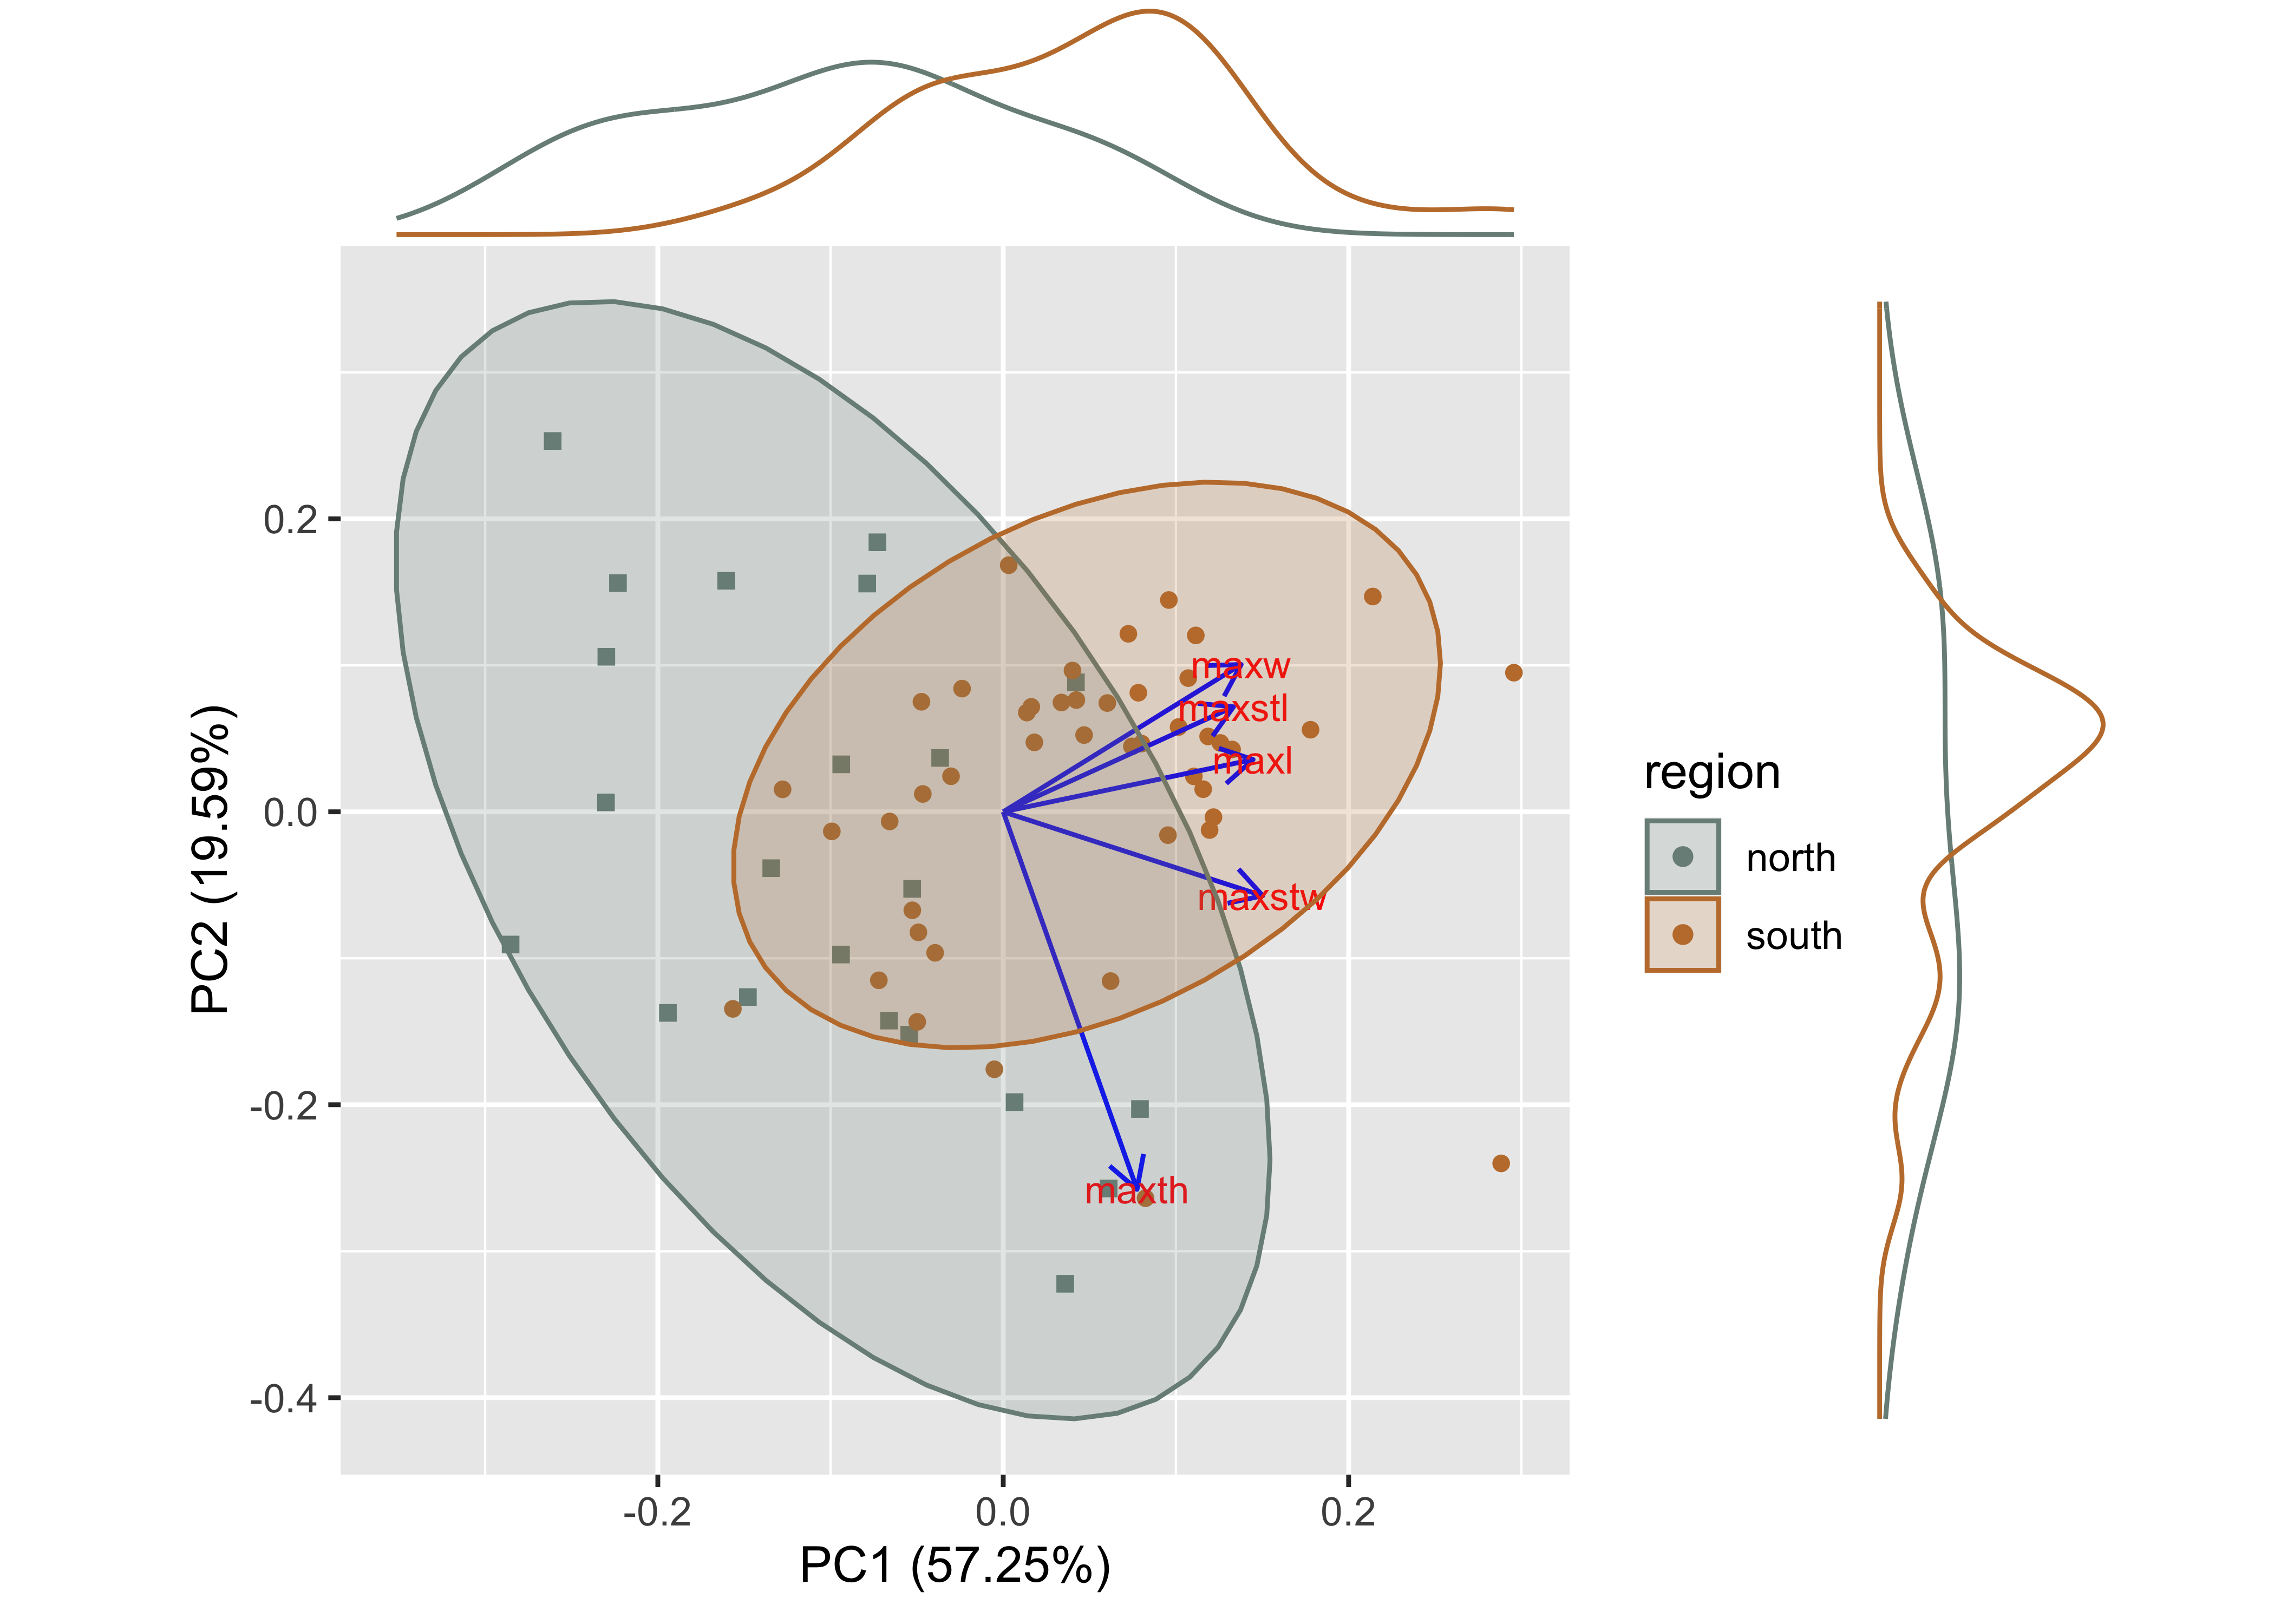 0.2
0.0
-0.2
-0.4
PC2 (19.59%)
maxw
maxstl
maxl
maxstw
maxth
-0.2
0.0
0.2
PC1 (57.25%)
region
north
south